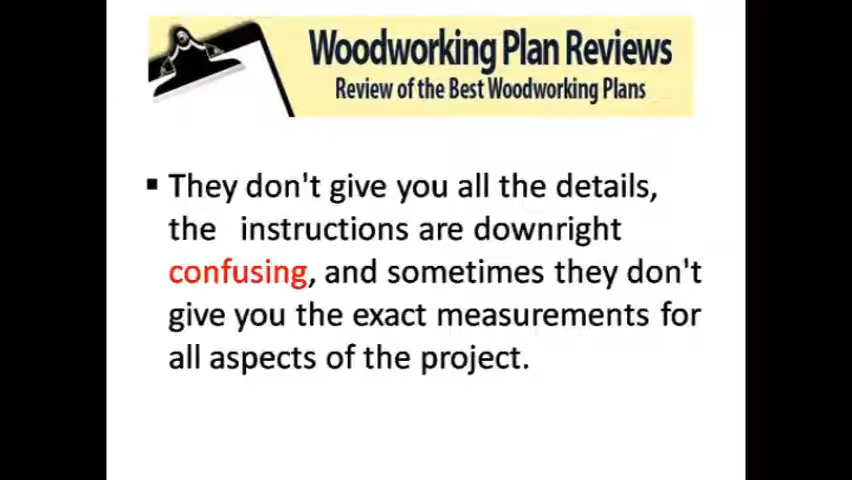 Woodworking Plan Reviews
Review of the Best Woodworking Plans
▪ They don't give you all the details,
the instructions are downright
confusing, and sometimes they don't
give you the exact measurements for
all aspects of the project.